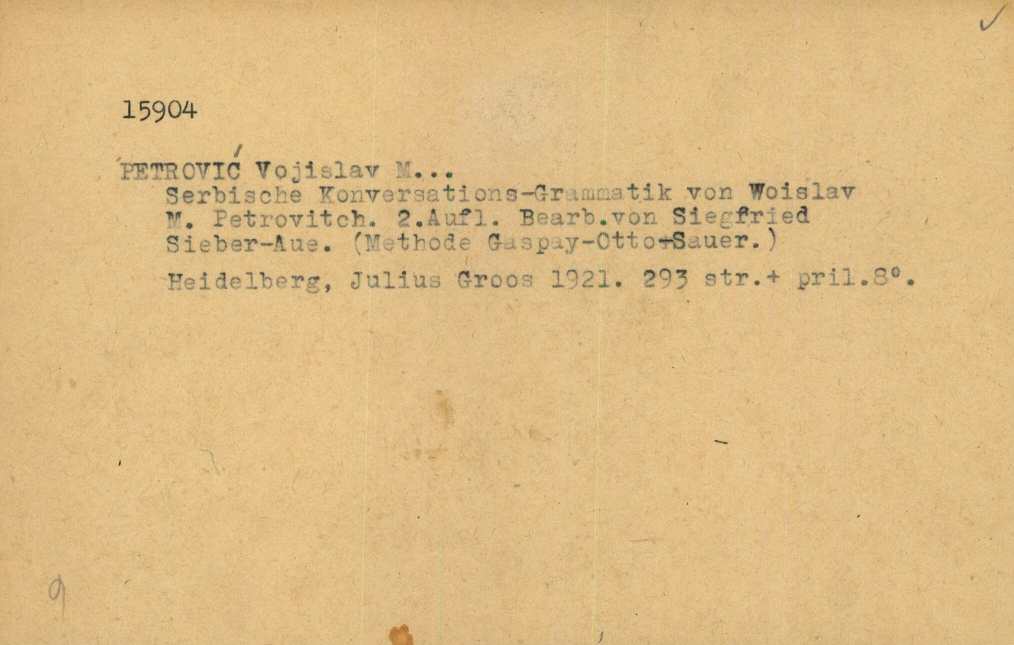 15904
PETROVIĆ Vojislav M...
Serbische Konversations-Grammatik von Woislav
M. Petrovitch. 2.Aufl. Bearb.von Siegfried
Sieber-Aue. (Methode Gaspay-Otto-Sauer.)
Heidelberg, Julius Groos 1921. 293 str.+ pril.8°.
9